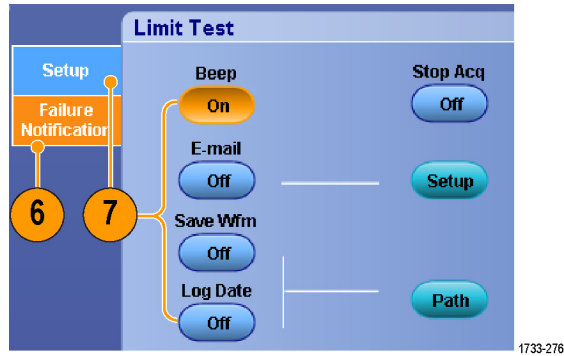 Limit Test
Setup
Failure
Notification
6
7
Beep
On
Stop Acq
Off
E-mail
Off
Setup
Save Wfm
Off
Log Date
Off
Path
1733-276